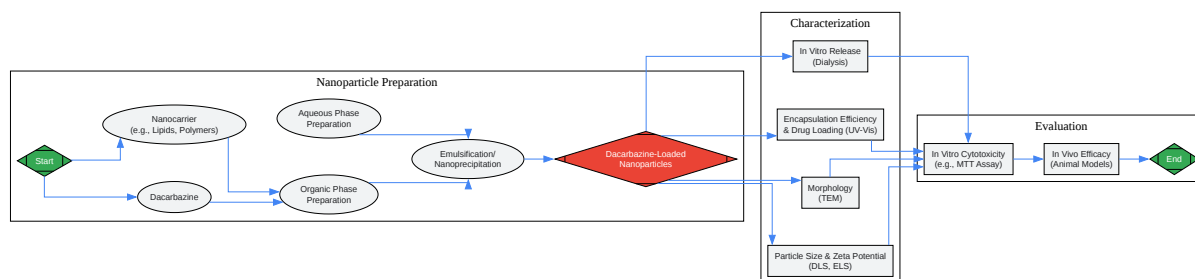 Nanoparticle Preparation
Start
Nanocarrier
(e.g., Lipids, Polymers)
Dacarbazine
Aqueous Phase
Preparation
Organic Phase
Preparation
Emulsification/
Nanoprecipitation
Dacarbazine-Loaded
Nanoparticles
Characterization
In Vitro Release
(Dialysis)
Encapsulation Efficiency
& Drug Loading (UV-Vis)
Morphology
(TEM)
Particle Size & Zeta Potential
(DLS, ELS)
Evaluation
In Vitro Cytotoxicity
(e.g., MTT Assay)
In Vivo Efficacy
(Animal Models)
End